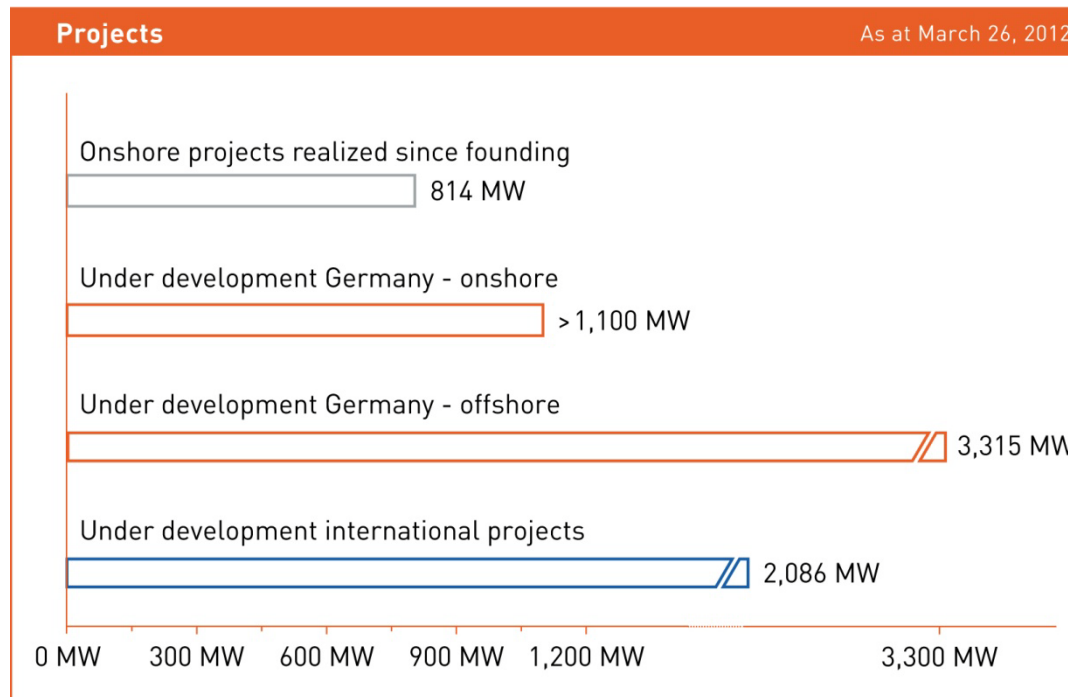 Projects
As at March 26, 2012
Onshore projects realized since founding
814 MW
Under development Germany - onshore
>1,100 MW
Under development Germany - offshore
3,315 MW
Under development international projects
2,086 MW
0 MW 300 MW 600 MW 900 MW 1,200 MW 3,300 MW